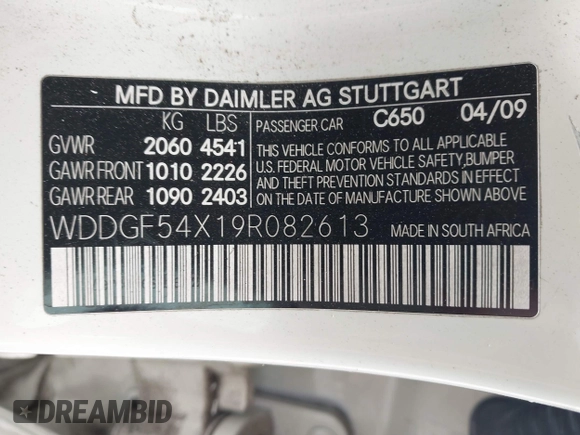 MFD BY DAIMLER AG STUTTGART
KG LBS
GVWR 2060 4541
GAWR FRONT 1010 2226
GAWR REAR 1090 2403
PASSENGER CAR C650 04/09
THIS VEHICLE CONFORMS TO ALL APPLICABLE
U.S. FEDERAL MOTOR VEHICLE SAFETY,BUMPER
AND THEFT PREVENTION STANDARDS IN EFFECT
ON THE DATE OF MANUFACTURE SHOWN ABOVE.
WDDGF54X19R082613 MADE IN SOUTH AFRICA
DREAMBID